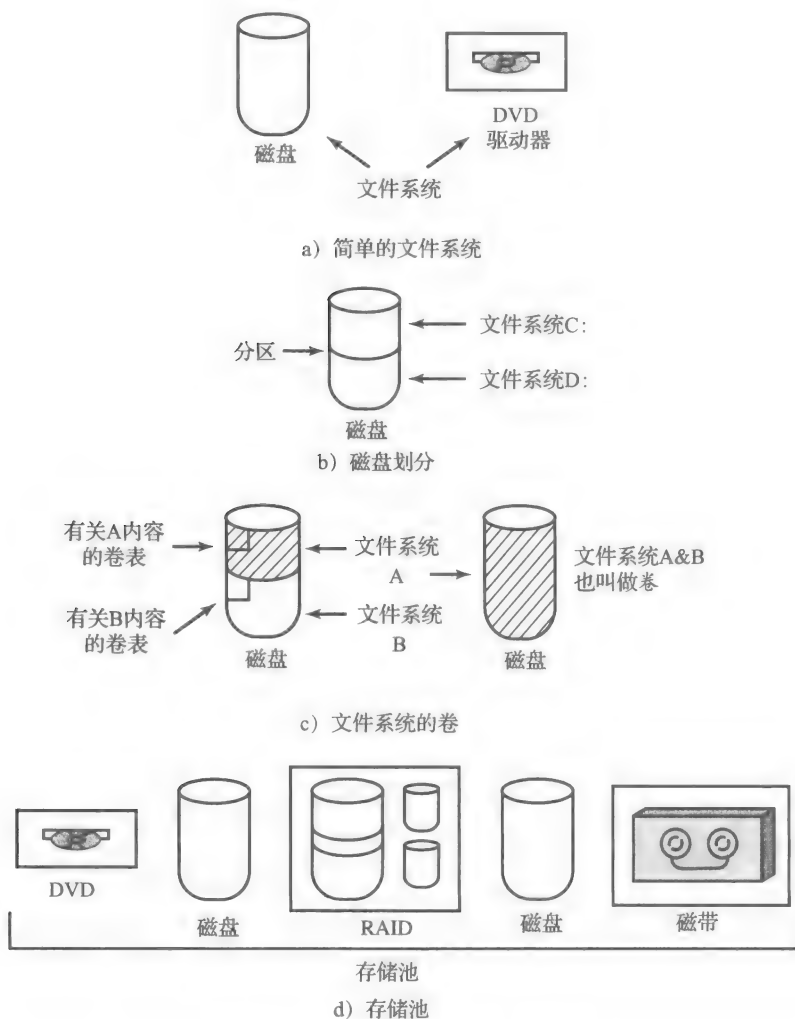 磁盘
DVD
驱动器
文件系统
a）简单的文件系统
分区
文件系统C:
文件系统D:
磁盘
b）磁盘划分
有关A内容
的卷表
有关B内容
的卷表
文件系统
A
文件系统
B
磁盘
文件系统A&B
也叫做卷
磁盘
c）文件系统的卷
DVD
磁盘
RAID
磁盘
磁带
存储池
d）存储池